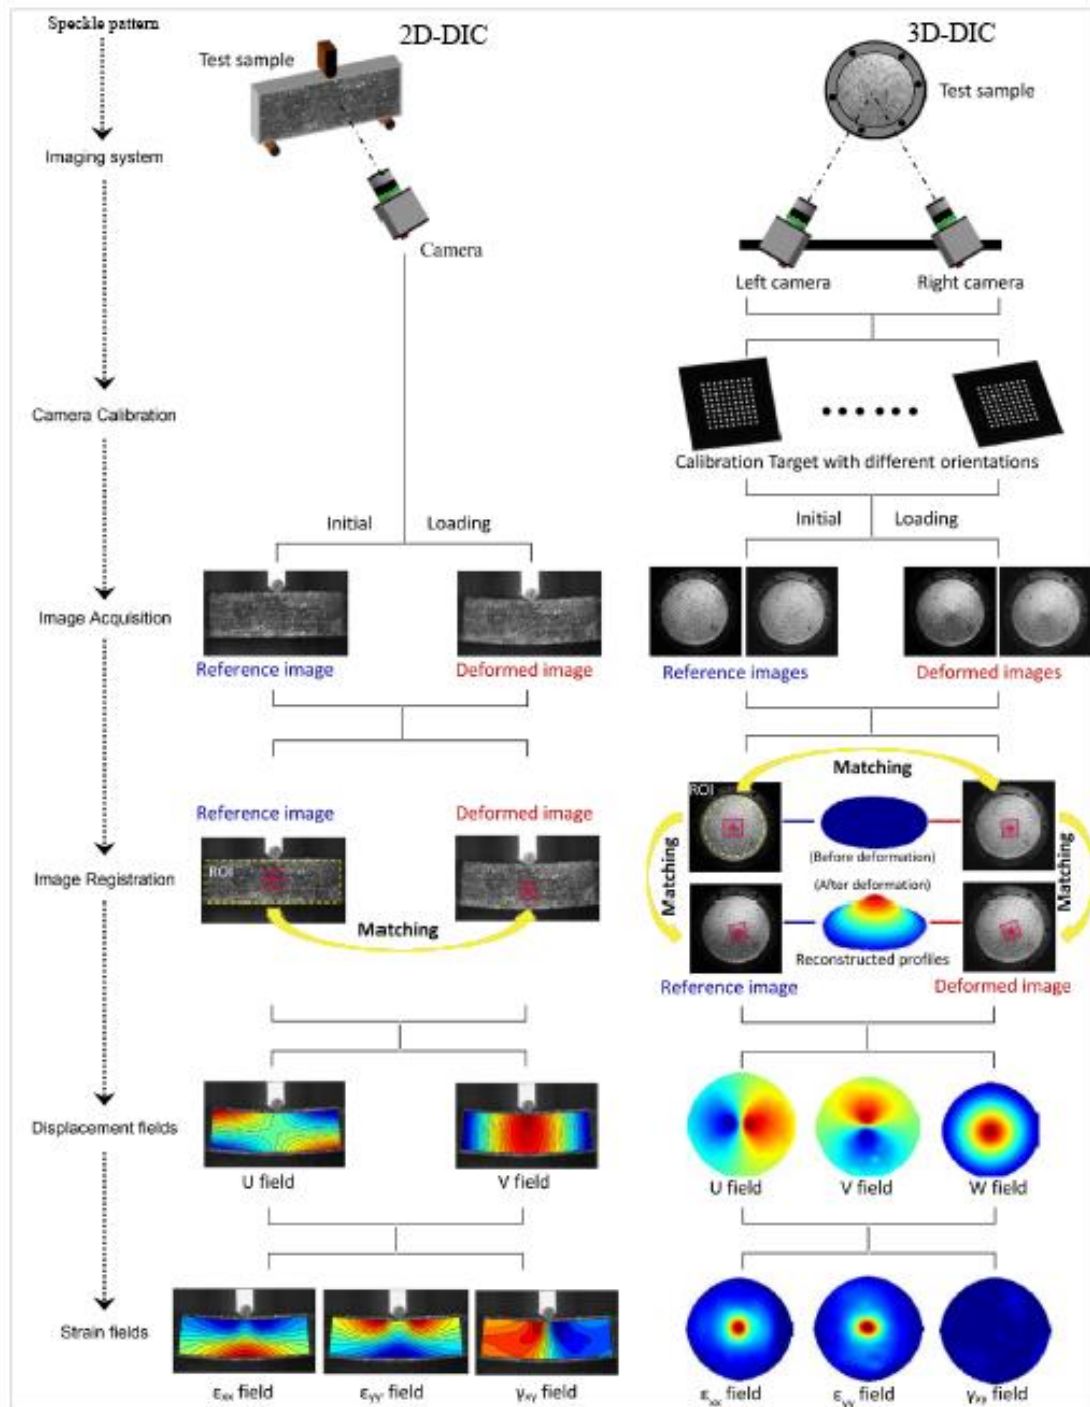 Speckle pattern
2D-DIC
3D-DIC
Test sample
Test sample
Imaging system
Camera
Left camera
Right camera
Camera Calibration
Calibration Target with different orientations
Initial
Loading
Initial
Loading
Image Acquisition
Reference image
Deformed image
Reference images
Deformed images
Matching
ROI
Reference image
Deformed image
Matching
(Before deformation)
Matching
Image Registration
ROI
(After deformation)
Matching
Reconstructed profiles
Reference image
Deformed image
Displacement fields
U field
V field
U field
V field
W field
Strain fields
εxx field
εyy field
γxy field
εxx field
εyy field
γxy field